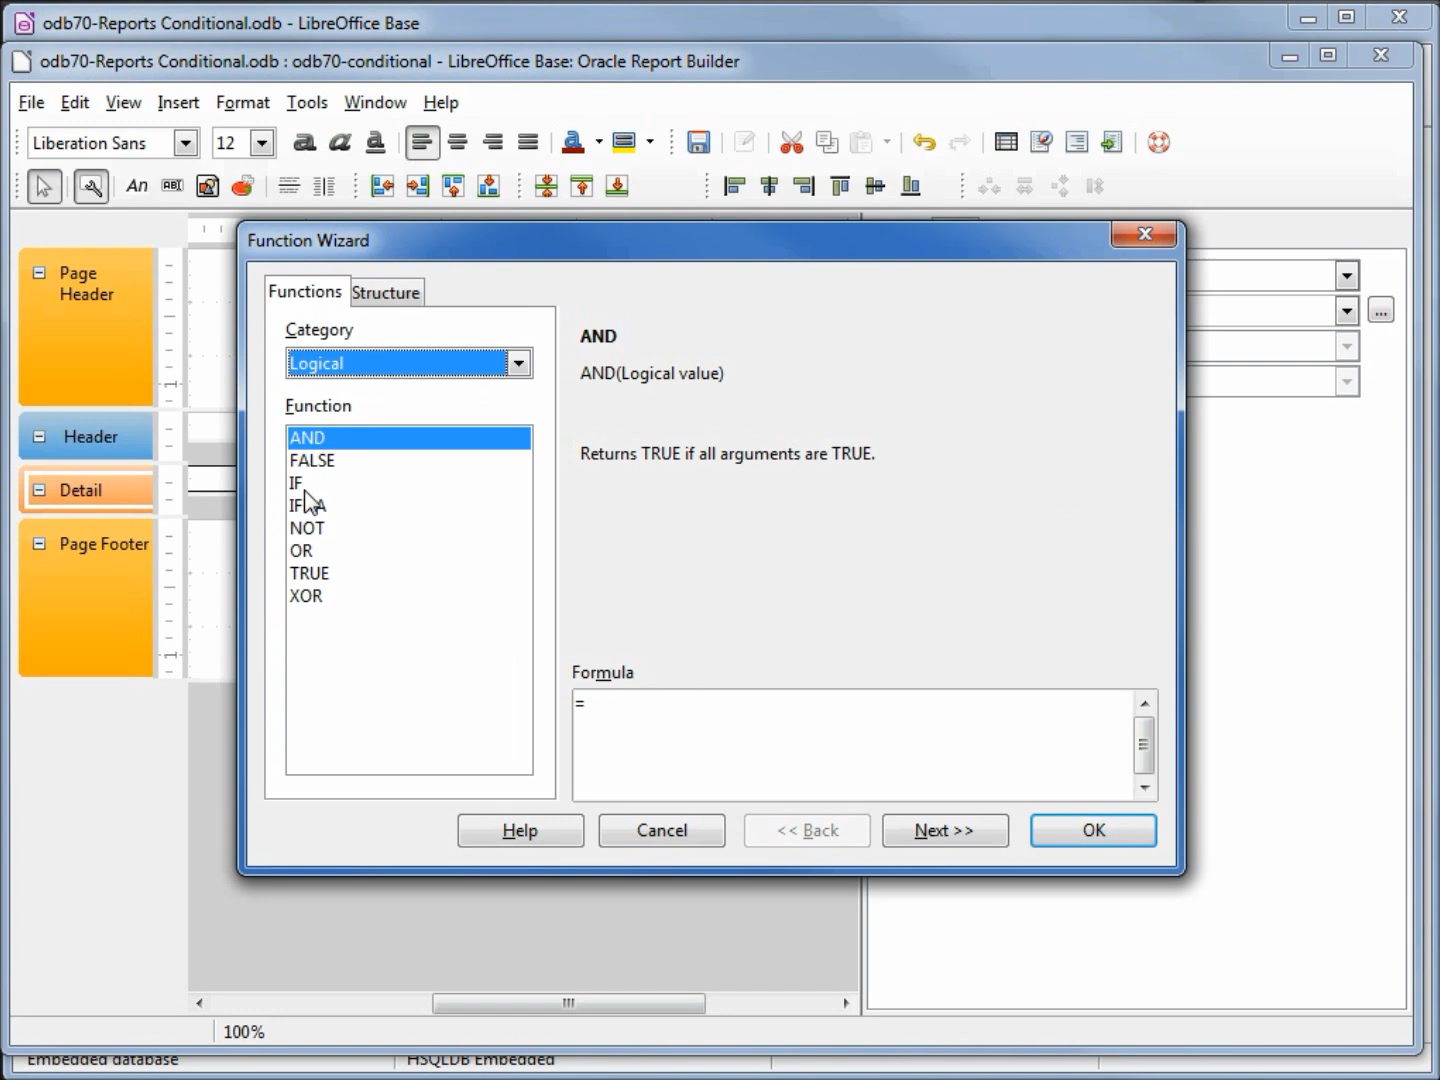 odb70-Reports Conditional.odb - LibreOffice Base
odb70-Reports Conditional.odb : odb70-conditional - LibreOffice Base: Oracle Report Builder
File Edit View Insert Format Tools Window Help
Liberation Sans 12
Function Wizard
Functions Structure
Category
Logical
Function
AND
FALSE
IF
NOT
OR
TRUE
XOR
AND
AND(Logical value)
Returns TRUE if all arguments are TRUE.
Formula
=
Help Cancel << Back Next >> OK
Page
Header
Header
Detail
Page Footer
1
1
...
100%
Embedded database HSQLDB Embedded